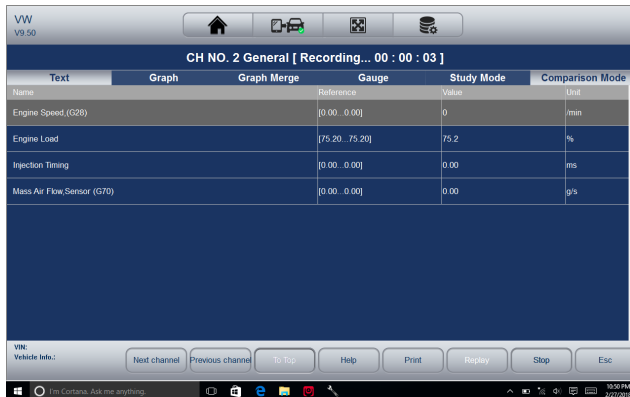 VW
V9.50
CH NO. 2 General [ Recording... 00 : 00 : 03 ]
Text Graph Graph Merge Gauge Study Mode Comparison Mode
Name Reference Value Unit
Engine Speed,(G28) [0.00...0.00] 0 /min
Engine Load [75.20...75.20] 75.2 %
Injection Timing [0.00...0.00] 0.00 ms
Mass Air Flow,Sensor (G70) [0.00...0.00] 0.00 g/s
VIN:
Vehicle Info.:
Next channel Previous channel To Top Help Print Replay Stop Esc
I'm Cortana. Ask me anything.
10:50 PM
2/27/2018